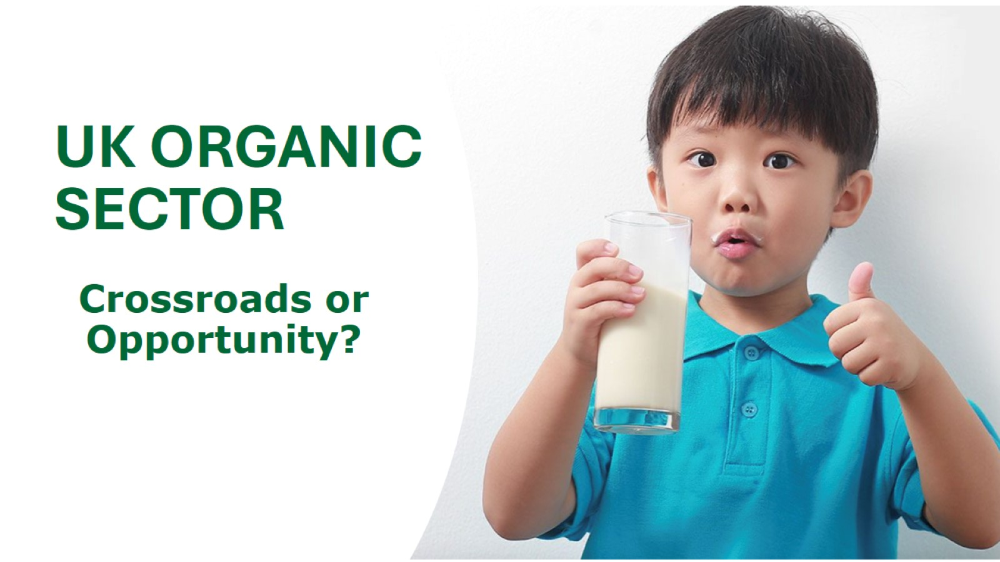 UK ORGANIC
SECTOR
Crossroads or
Opportunity?